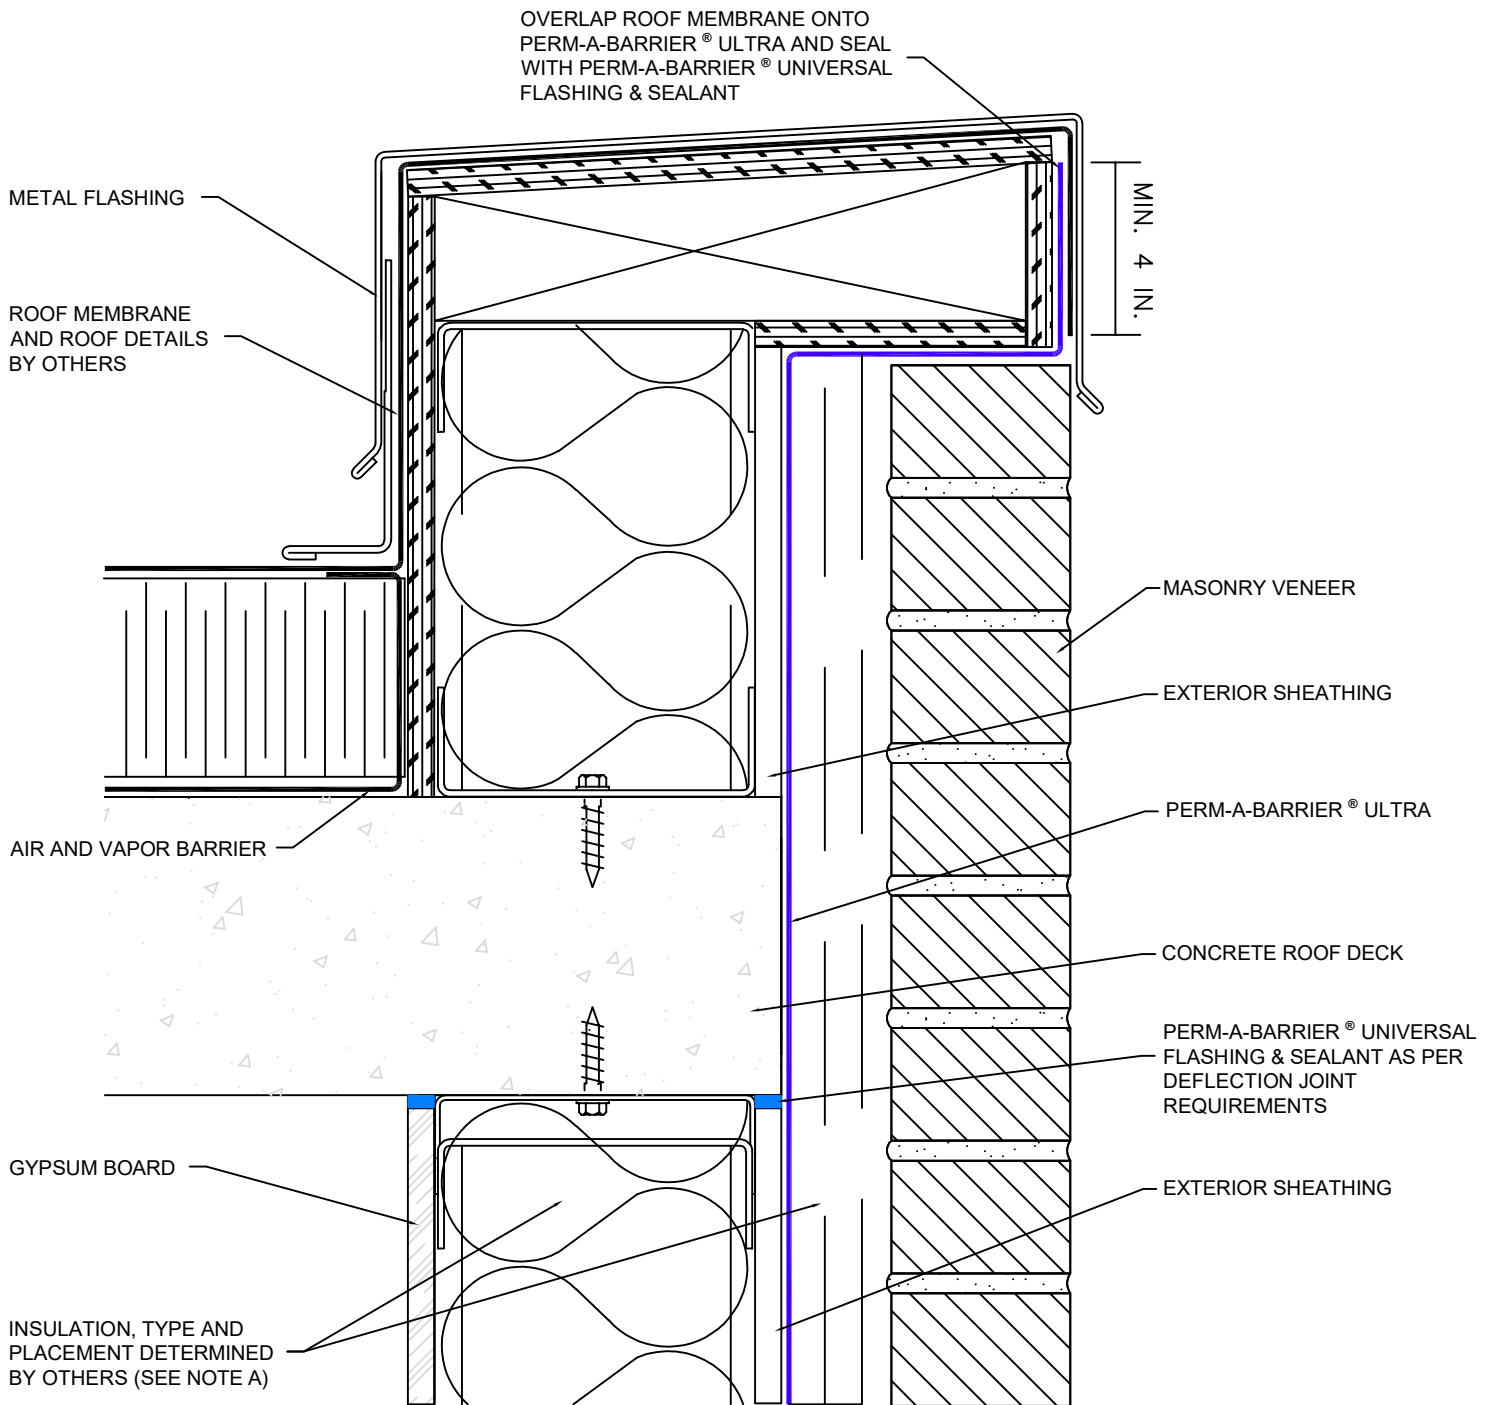 OVERLAP ROOF MEMBRANE ONTO
PERM-A-BARRIER ® ULTRA AND SEAL
WITH PERM-A-BARRIER ® UNIVERSAL
FLASHING & SEALANT
METAL FLASHING
MIN. 4 IN.
ROOF MEMBRANE
AND ROOF DETAILS
BY OTHERS
MASONRY VENEER
EXTERIOR SHEATHING
PERM-A-BARRIER ® ULTRA
AIR AND VAPOR BARRIER
CONCRETE ROOF DECK
PERM-A-BARRIER ® UNIVERSAL
FLASHING & SEALANT AS PER
DEFLECTION JOINT
REQUIREMENTS
GYPSUM BOARD
EXTERIOR SHEATHING
INSULATION, TYPE AND
PLACEMENT DETERMINED
BY OTHERS (SEE NOTE A)